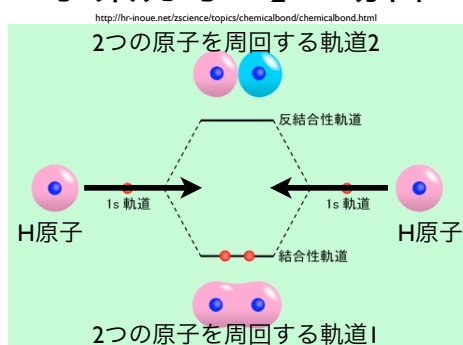 http://hr-inoue.net/zscience/topics/chemicalbond/chemicalbond.html
2つの原子を周回する軌道2
反結合性軌道
1s 軌道
1s 軌道
H原子
H原子
結合性軌道
2つの原子を周回する軌道1